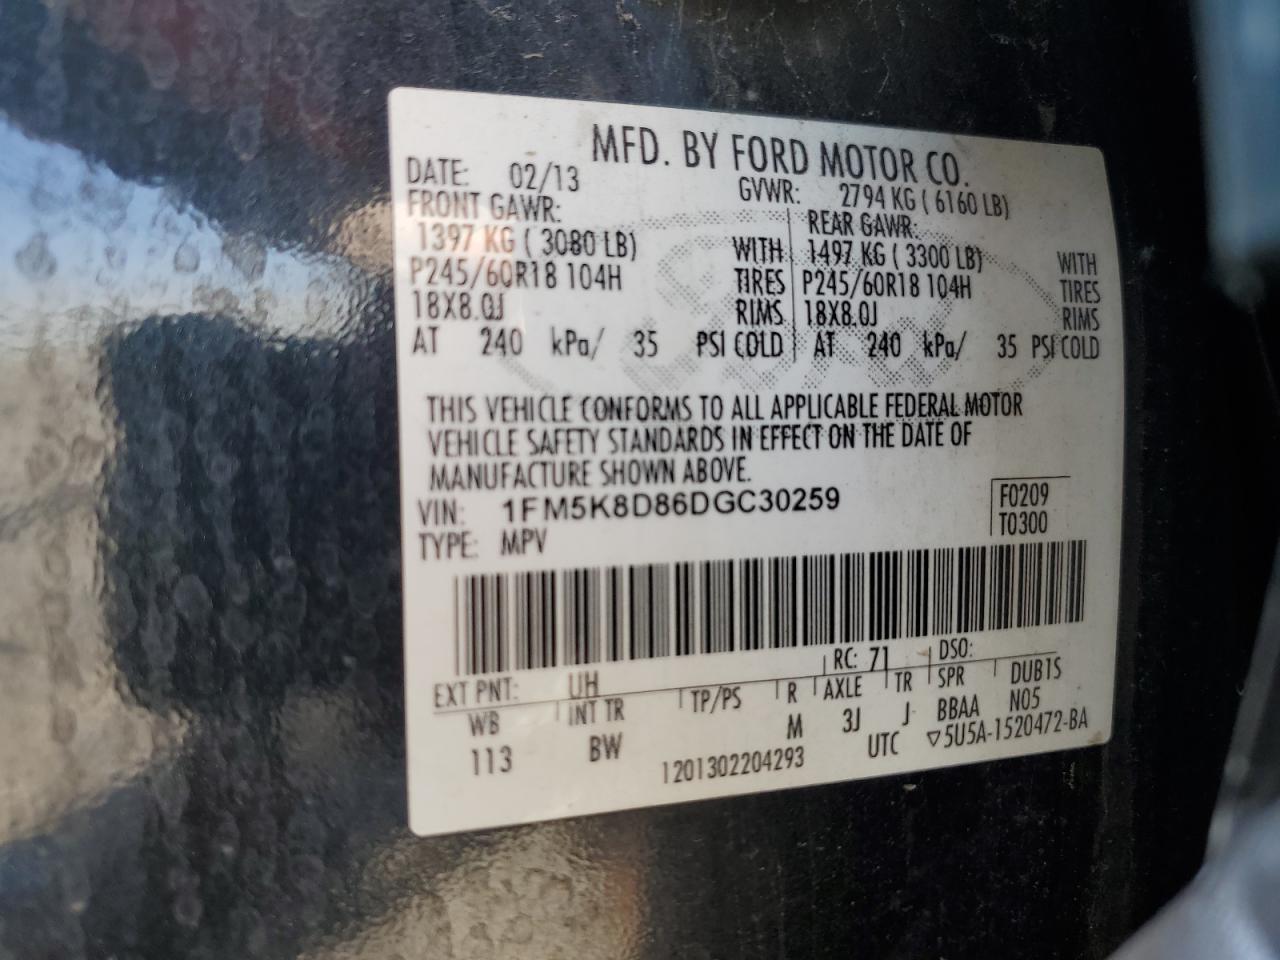 MFD. BY FORD MOTOR CO.
DATE: 02/13 GVWR: 2794 KG ( 6160 LB)
FRONT GAWR: REAR GAWR:
1397 KG ( 3080 LB) WITH 1497 KG ( 3300 LB) WITH
P245/60R18 104H TIRES P245/60R18 104H TIRES
18X8.0J RIMS 18X8.0J RIMS
AT 240 kPa/ 35 PSI COLD AT 240 kPa/ 35 PSI COLD
THIS VEHICLE CONFORMS TO ALL APPLICABLE FEDERAL MOTOR
VEHICLE SAFETY STANDARDS IN EFFECT ON THE DATE OF
MANUFACTURE SHOWN ABOVE.
VIN: 1FM5K8D86DGC30259 F0209
TYPE: MPV T0300
EXT PNT: UH RC: 71 DSO:
WB INT TR TP/PS R AXLE TR SPR DUB1S
113 BW M 3J J BBAA N05
1201302204293 UTC ▽5U5A-1520472-BA